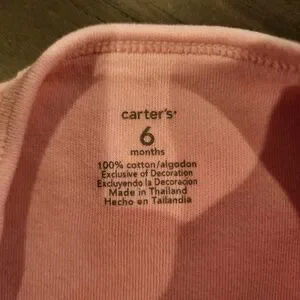 carter's
6
months
100% cotton/algodon
Exclusive of Decoration
Excluyendo la Decoracion
Made in Thailand
Hecho en Tailandia